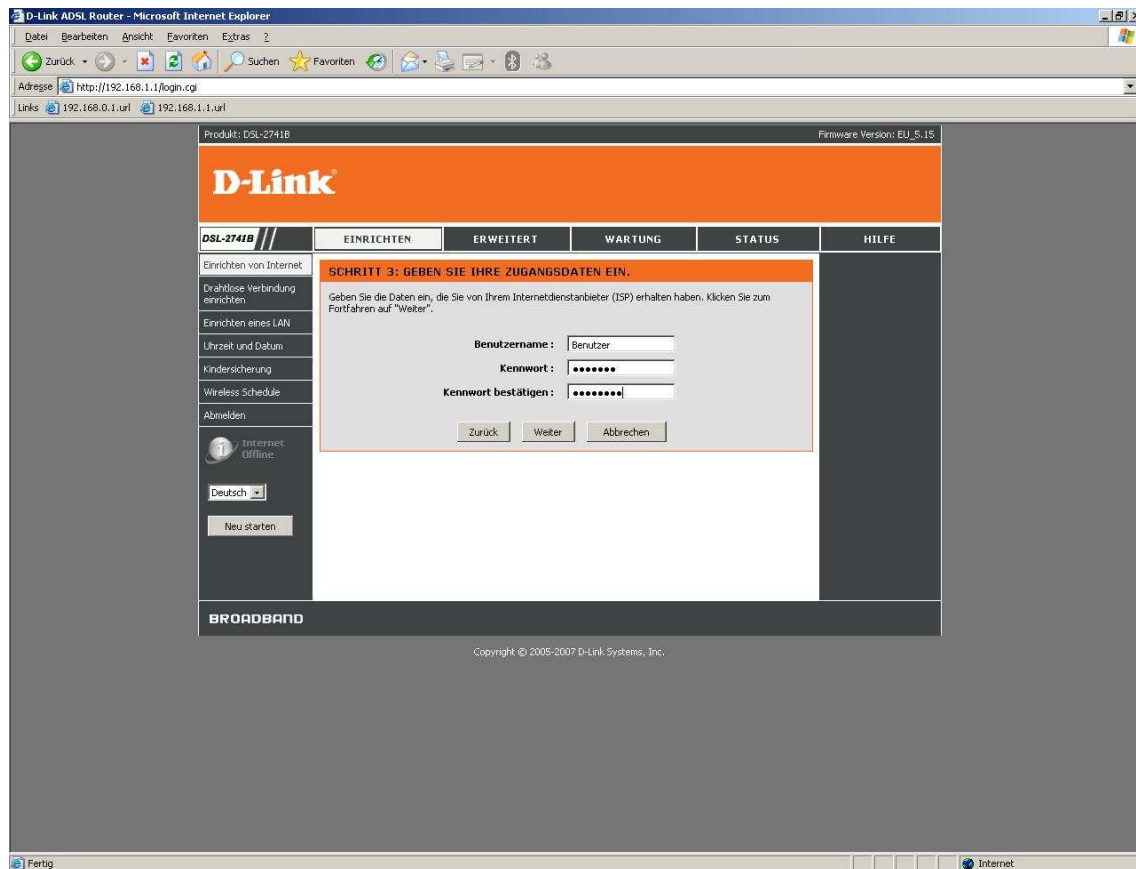 D-Link ADSL Router - Microsoft Internet Explorer
Datei Bearbeiten Ansicht Favoriten Extras ?
Zurück Suchen Favoriten
Adresse http://192.168.1.1/login.cgi
Links 192.168.0.1.url 192.168.1.1.url
Produkt: DSL-2741B Firmware Version: EU_5.15
D-Link®
DSL-2741B EINRICHTEN ERWEITERT WARTUNG STATUS HILFE
Einrichten von Internet
Drahtlose Verbindung
einrichten
Einrichten eines LAN
Uhrzeit und Datum
Kindersicherung
Wireless Schedule
Abmelden
Internet
Offline
Deutsch
Neu starten
SCHRITT 3: GEBEN SIE IHRE ZUGANGSDATEN EIN.
Geben Sie die Daten ein, die Sie von Ihrem Internetdienstanbieter (ISP) erhalten haben. Klicken Sie zum
Fortfahren auf "Weiter".
Benutzername : Benutzer
Kennwort : •••••••
Kennwort bestätigen : ••••••••
Zurück Weiter Abbrechen
BROADBAND
Copyright © 2005-2007 D-Link Systems, Inc.
Fertig Internet